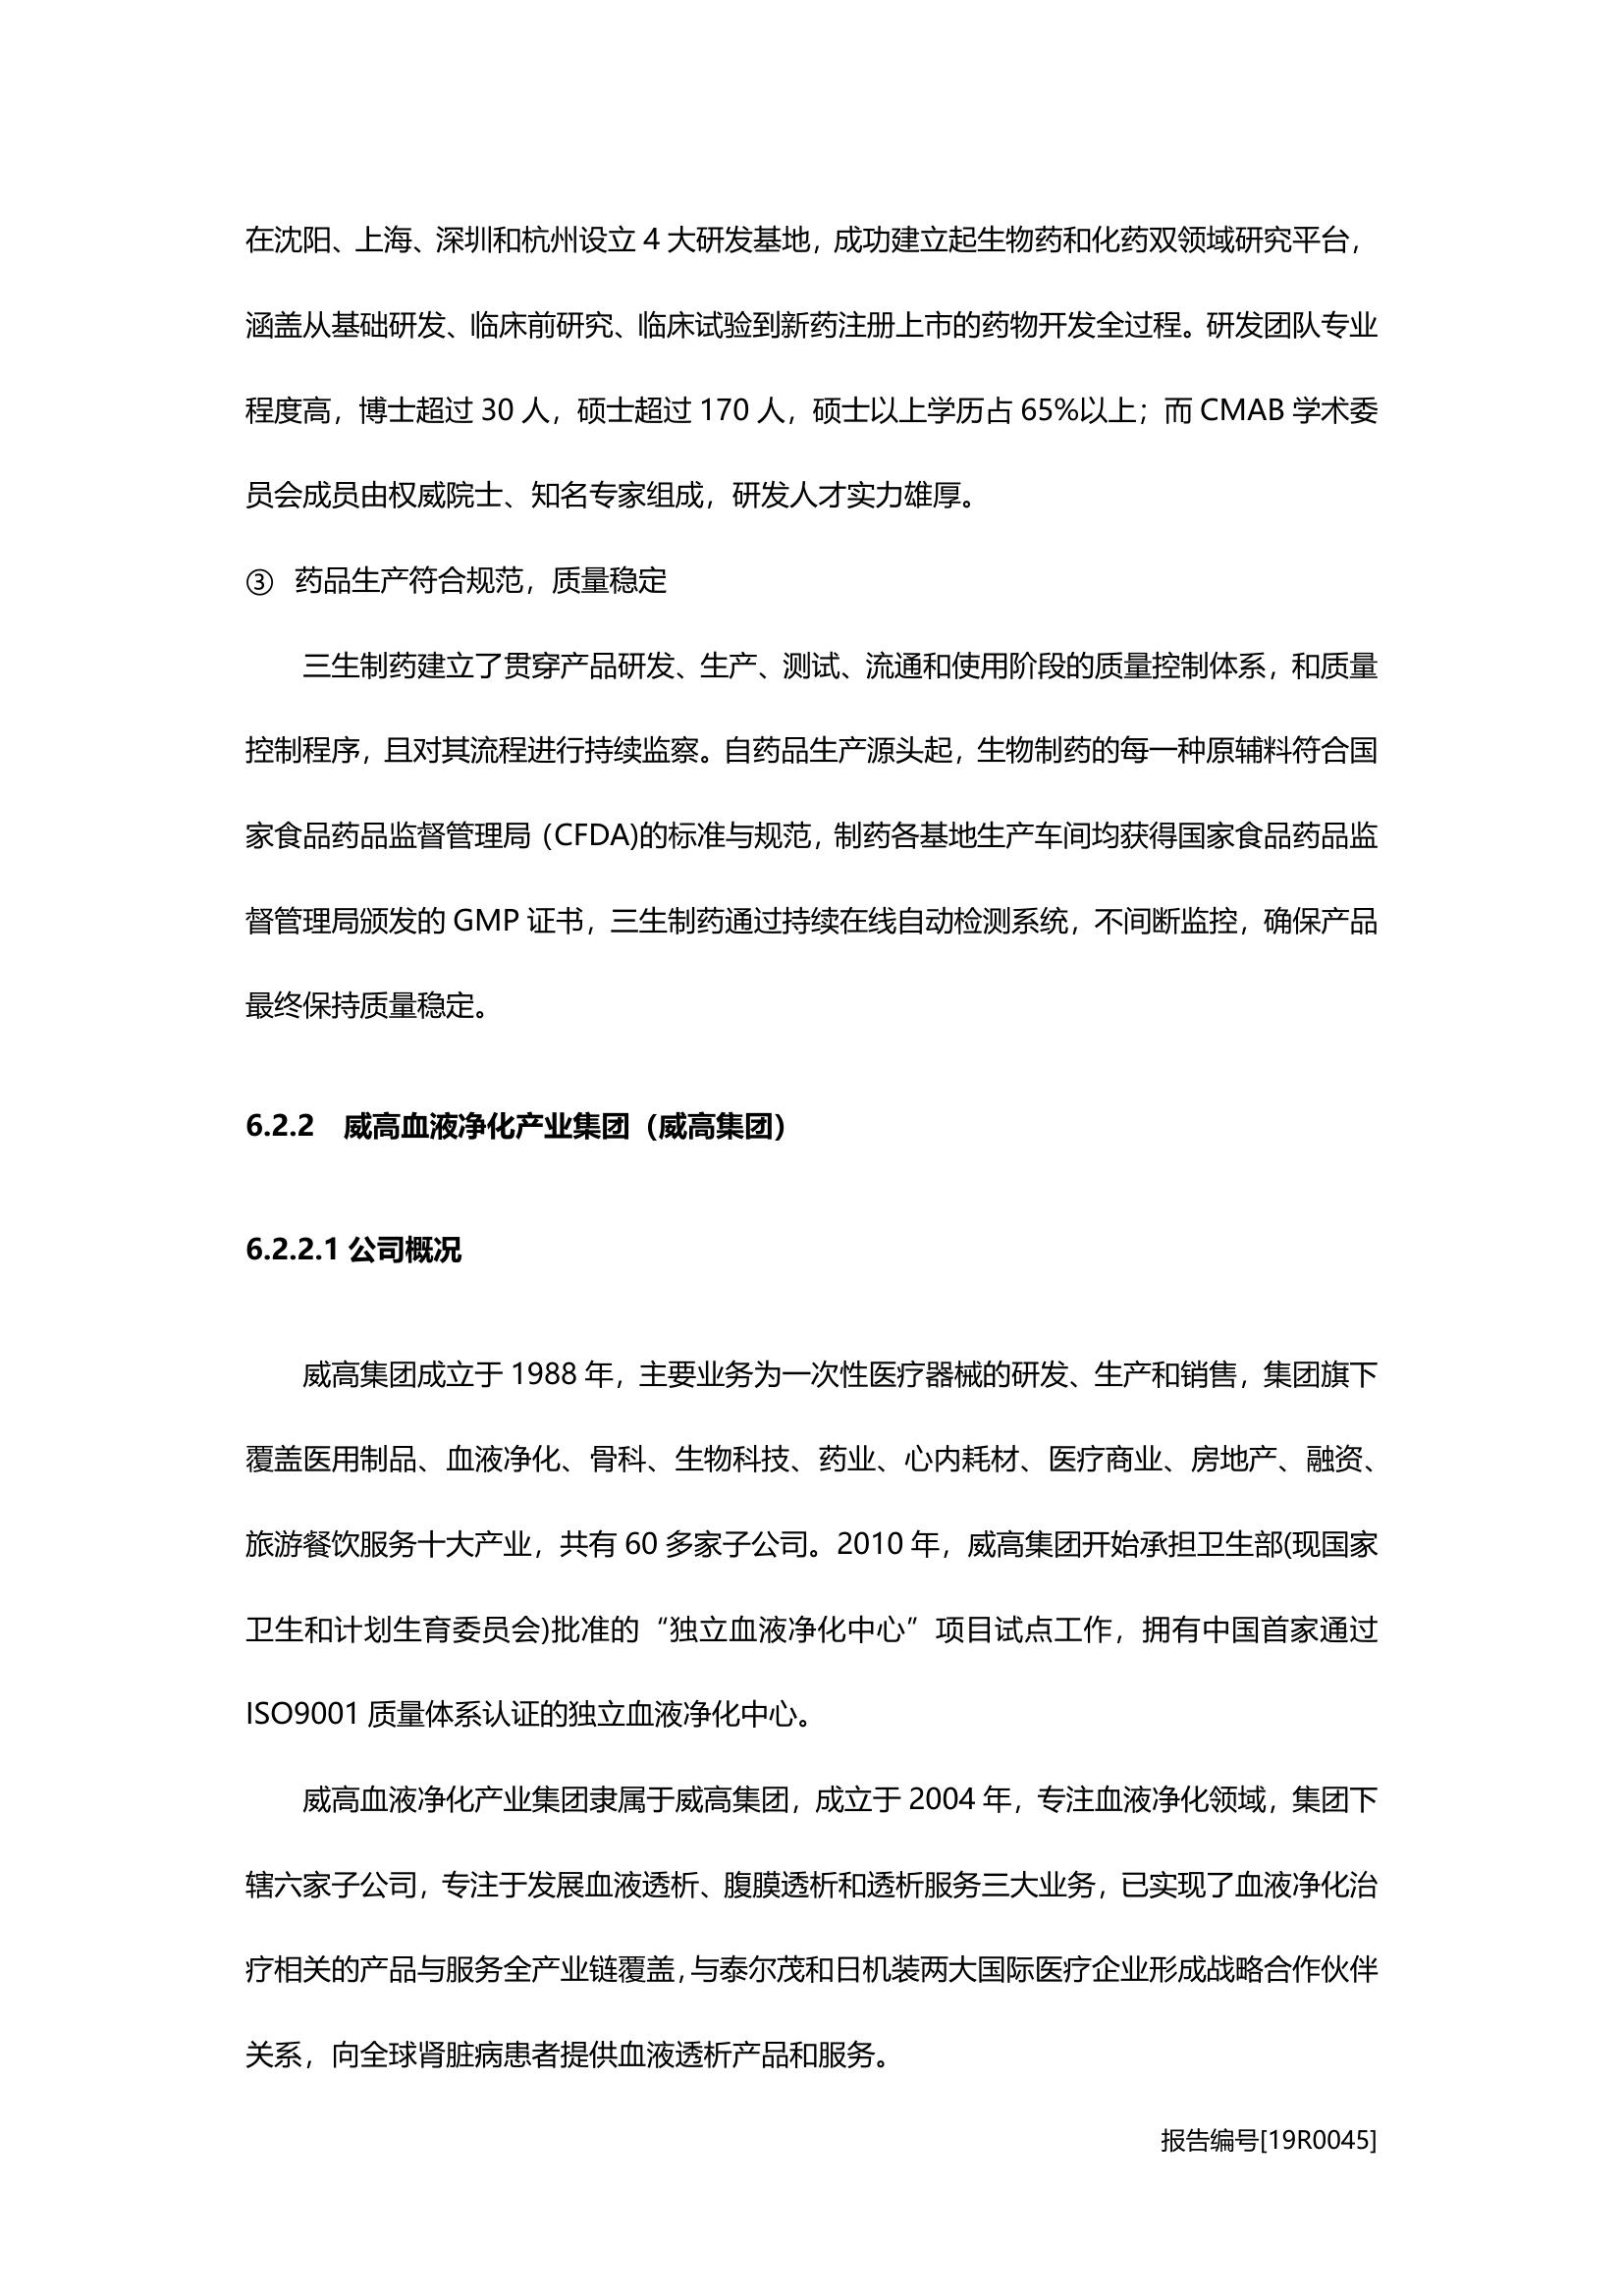 在沈阳、上海、深圳和杭州设立 4 大研发基地，成功建立起生物药和化药双领域研究平台，
涵盖从基础研发、临床前研究、临床试验到新药注册上市的药物开发全过程。研发团队专业
程度高，博士超过 30 人，硕士超过 170 人，硕士以上学历占 65%以上；而 CMAB 学术委
员会成员由权威院士、知名专家组成，研发人才实力雄厚。
③ 药品生产符合规范，质量稳定
三生制药建立了贯穿产品研发、生产、测试、流通和使用阶段的质量控制体系，和质量
控制程序，且对其流程进行持续监察。自药品生产源头起，生物制药的每一种原辅料符合国
家食品药品监督管理局 (CFDA)的标准与规范，制药各基地生产车间均获得国家食品药品监
督管理局颁发的 GMP 证书，三生制药通过持续在线自动检测系统，不间断监控，确保产品
最终保持质量稳定。
6.2.2 威高血液净化产业集团（威高集团）
6.2.2.1 公司概况
威高集团成立于 1988 年，主要业务为一次性医疗器械的研发、生产和销售，集团旗下
覆盖医用制品、血液净化、骨科、生物科技、药业、心内耗材、医疗商业、房地产、融资、
旅游餐饮服务十大产业，共有 60 多家子公司。2010 年，威高集团开始承担卫生部(现国家
卫生和计划生育委员会)批准的“独立血液净化中心”项目试点工作，拥有中国首家通过
ISO9001 质量体系认证的独立血液净化中心。
威高血液净化产业集团隶属于威高集团，成立于 2004 年，专注血液净化领域，集团下
辖六家子公司，专注于发展血液透析、腹膜透析和透析服务三大业务，已实现了血液净化治
疗相关的产品与服务全产业链覆盖，与泰尔茂和日机装两大国际医疗企业形成战略合作伙伴
关系，向全球肾脏病患者提供血液透析产品和服务。
报告编号[19R0045]